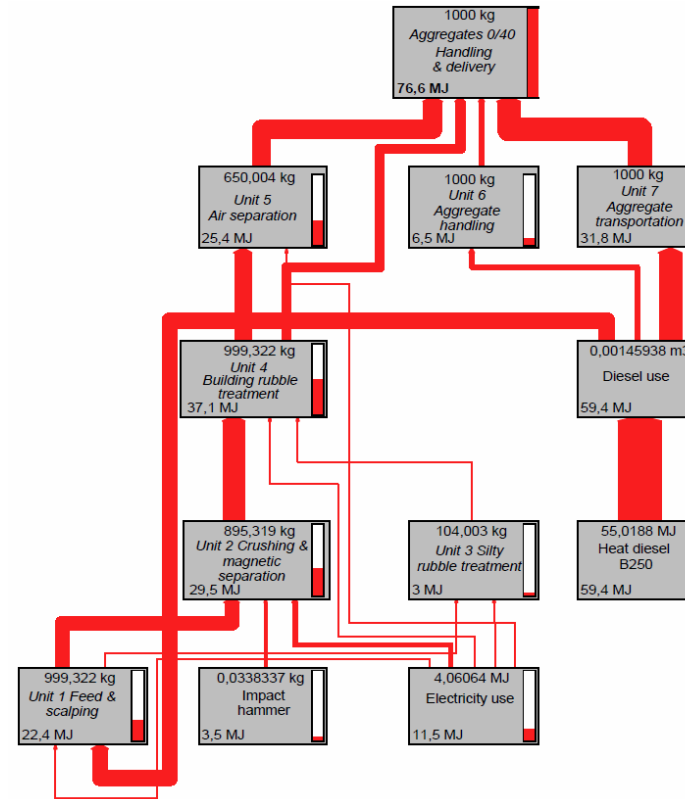 1000 kg
Aggregates 0/40
Handling
& delivery
76,6 MJ
650,004 kg
Unit 5
Air separation
25,4 MJ
1000 kg
Unit 6
Aggregate
handling
6,5 MJ
1000 kg
Unit 7
Aggregate
transportation
31,8 MJ
999,322 kg
Unit 4
Building rubble
treatment
37,1 MJ
0,00145938 m3
Diesel use
59,4 MJ
895,319 kg
Unit 2 Crushing &
magnetic
separation
29,5 MJ
104,003 kg
Unit 3 Silty
rubble treatment
3 MJ
55,0188 MJ
Heat diesel
B250
59,4 MJ
999,322 kg
Unit 1 Feed &
scalping
22,4 MJ
0,0338337 kg
Impact
hammer
3,5 MJ
4,06064 MJ
Electricity use
11,5 MJ